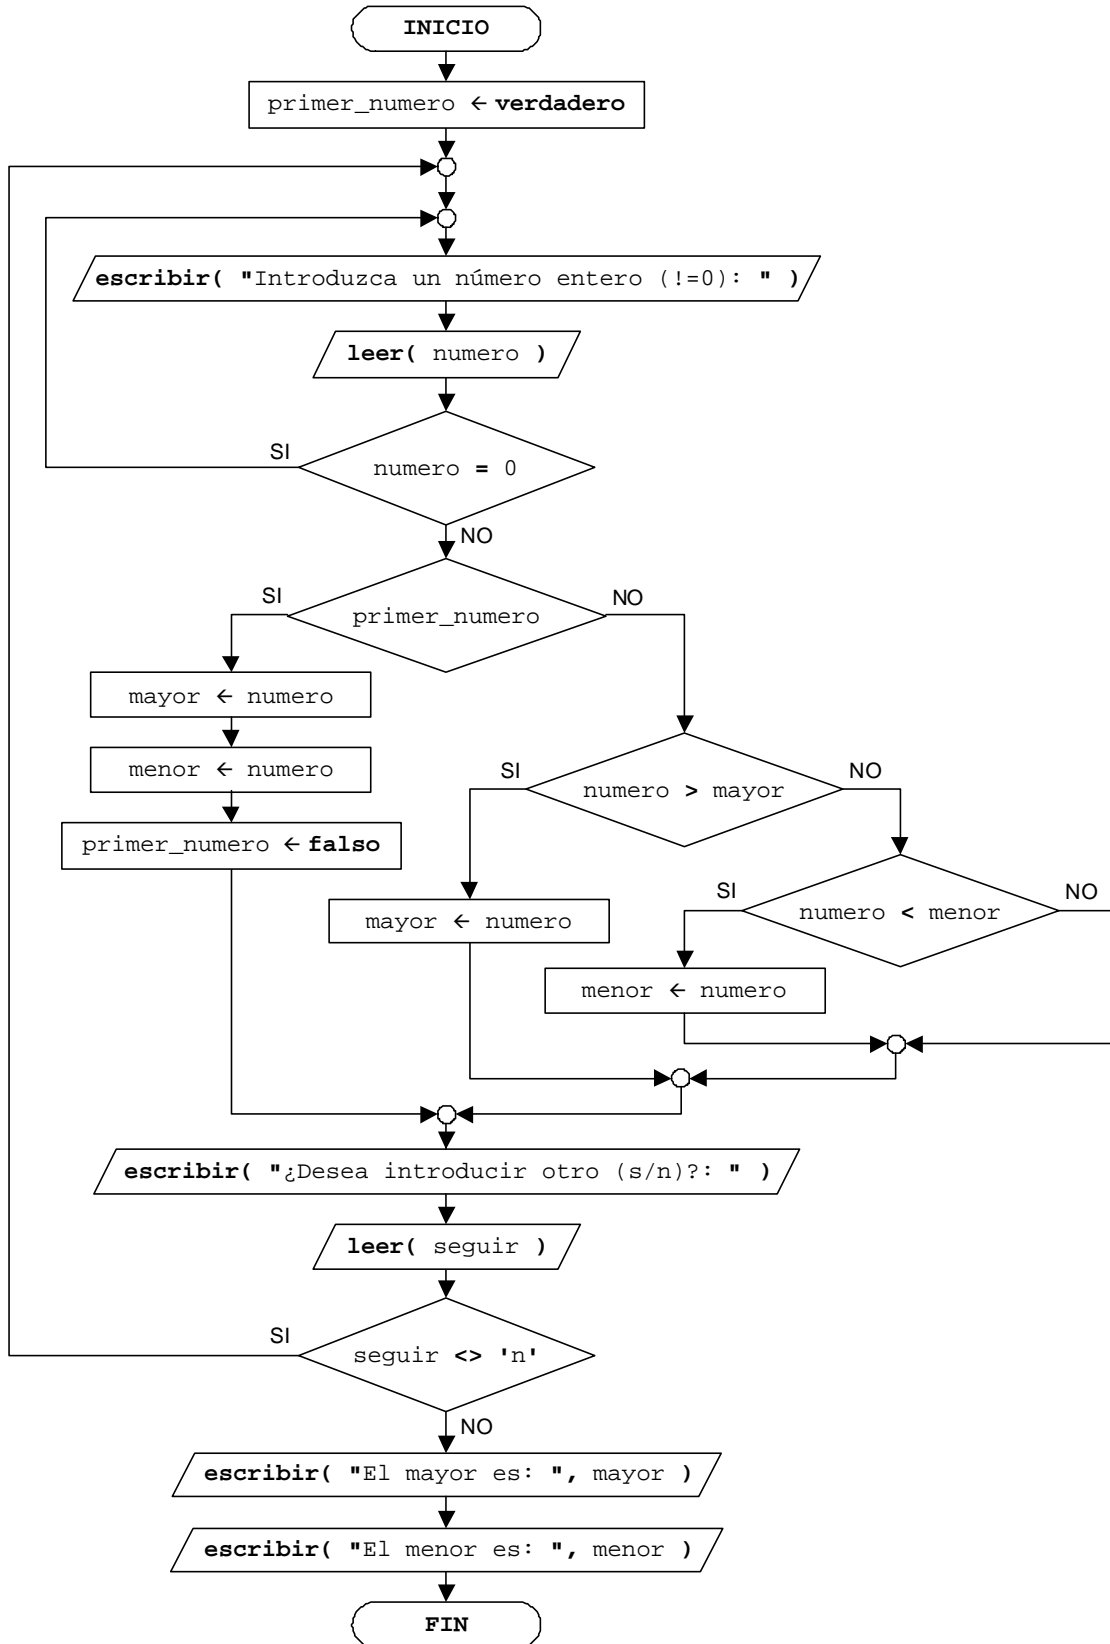 INICIO
primer_numero ← verdadero
escribir( "Introduzca un número entero (!=0): " )
leer( numero )
SI
numero = 0
NO
SI
primer_numero
NO
mayor ← numero
menor ← numero
primer_numero ← falso
SI
numero > mayor
NO
mayor ← numero
SI
numero < menor
NO
menor ← numero
escribir( "¿Desea introducir otro (s/n)?: " )
leer( seguir )
SI
seguir <> 'n'
NO
escribir( "El mayor es: ", mayor )
escribir( "El menor es: ", menor )
FIN